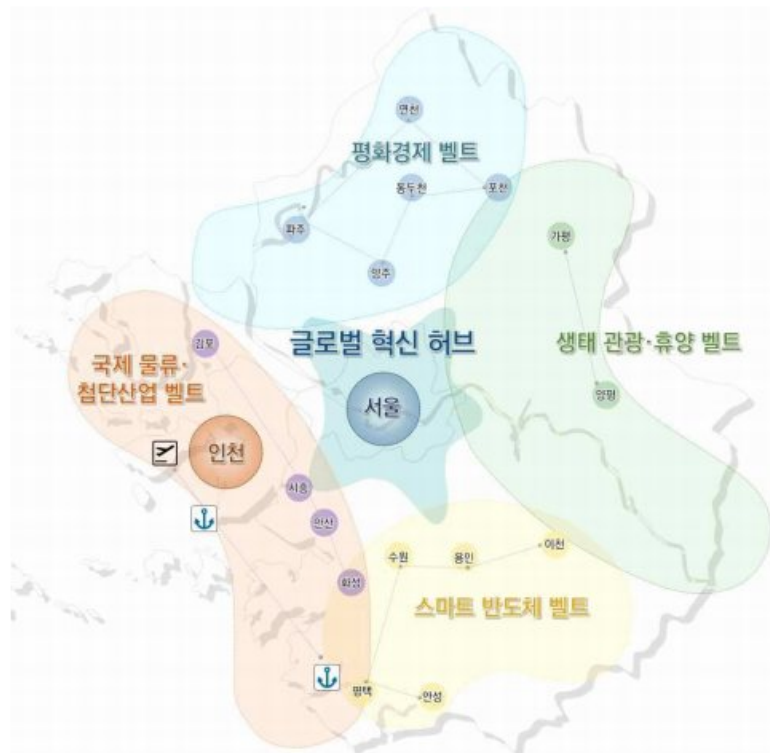 연천
평화경제 벨트
동두천
포천
파주
양주
가평
김포
글로벌 혁신 허브
생태 관광·휴양 벨트
국제 물류·
첨단산업 벨트
서울
양평
인천
시흥
안산
수원
용인
이천
화성
스마트 반도체 벨트
평택
안성